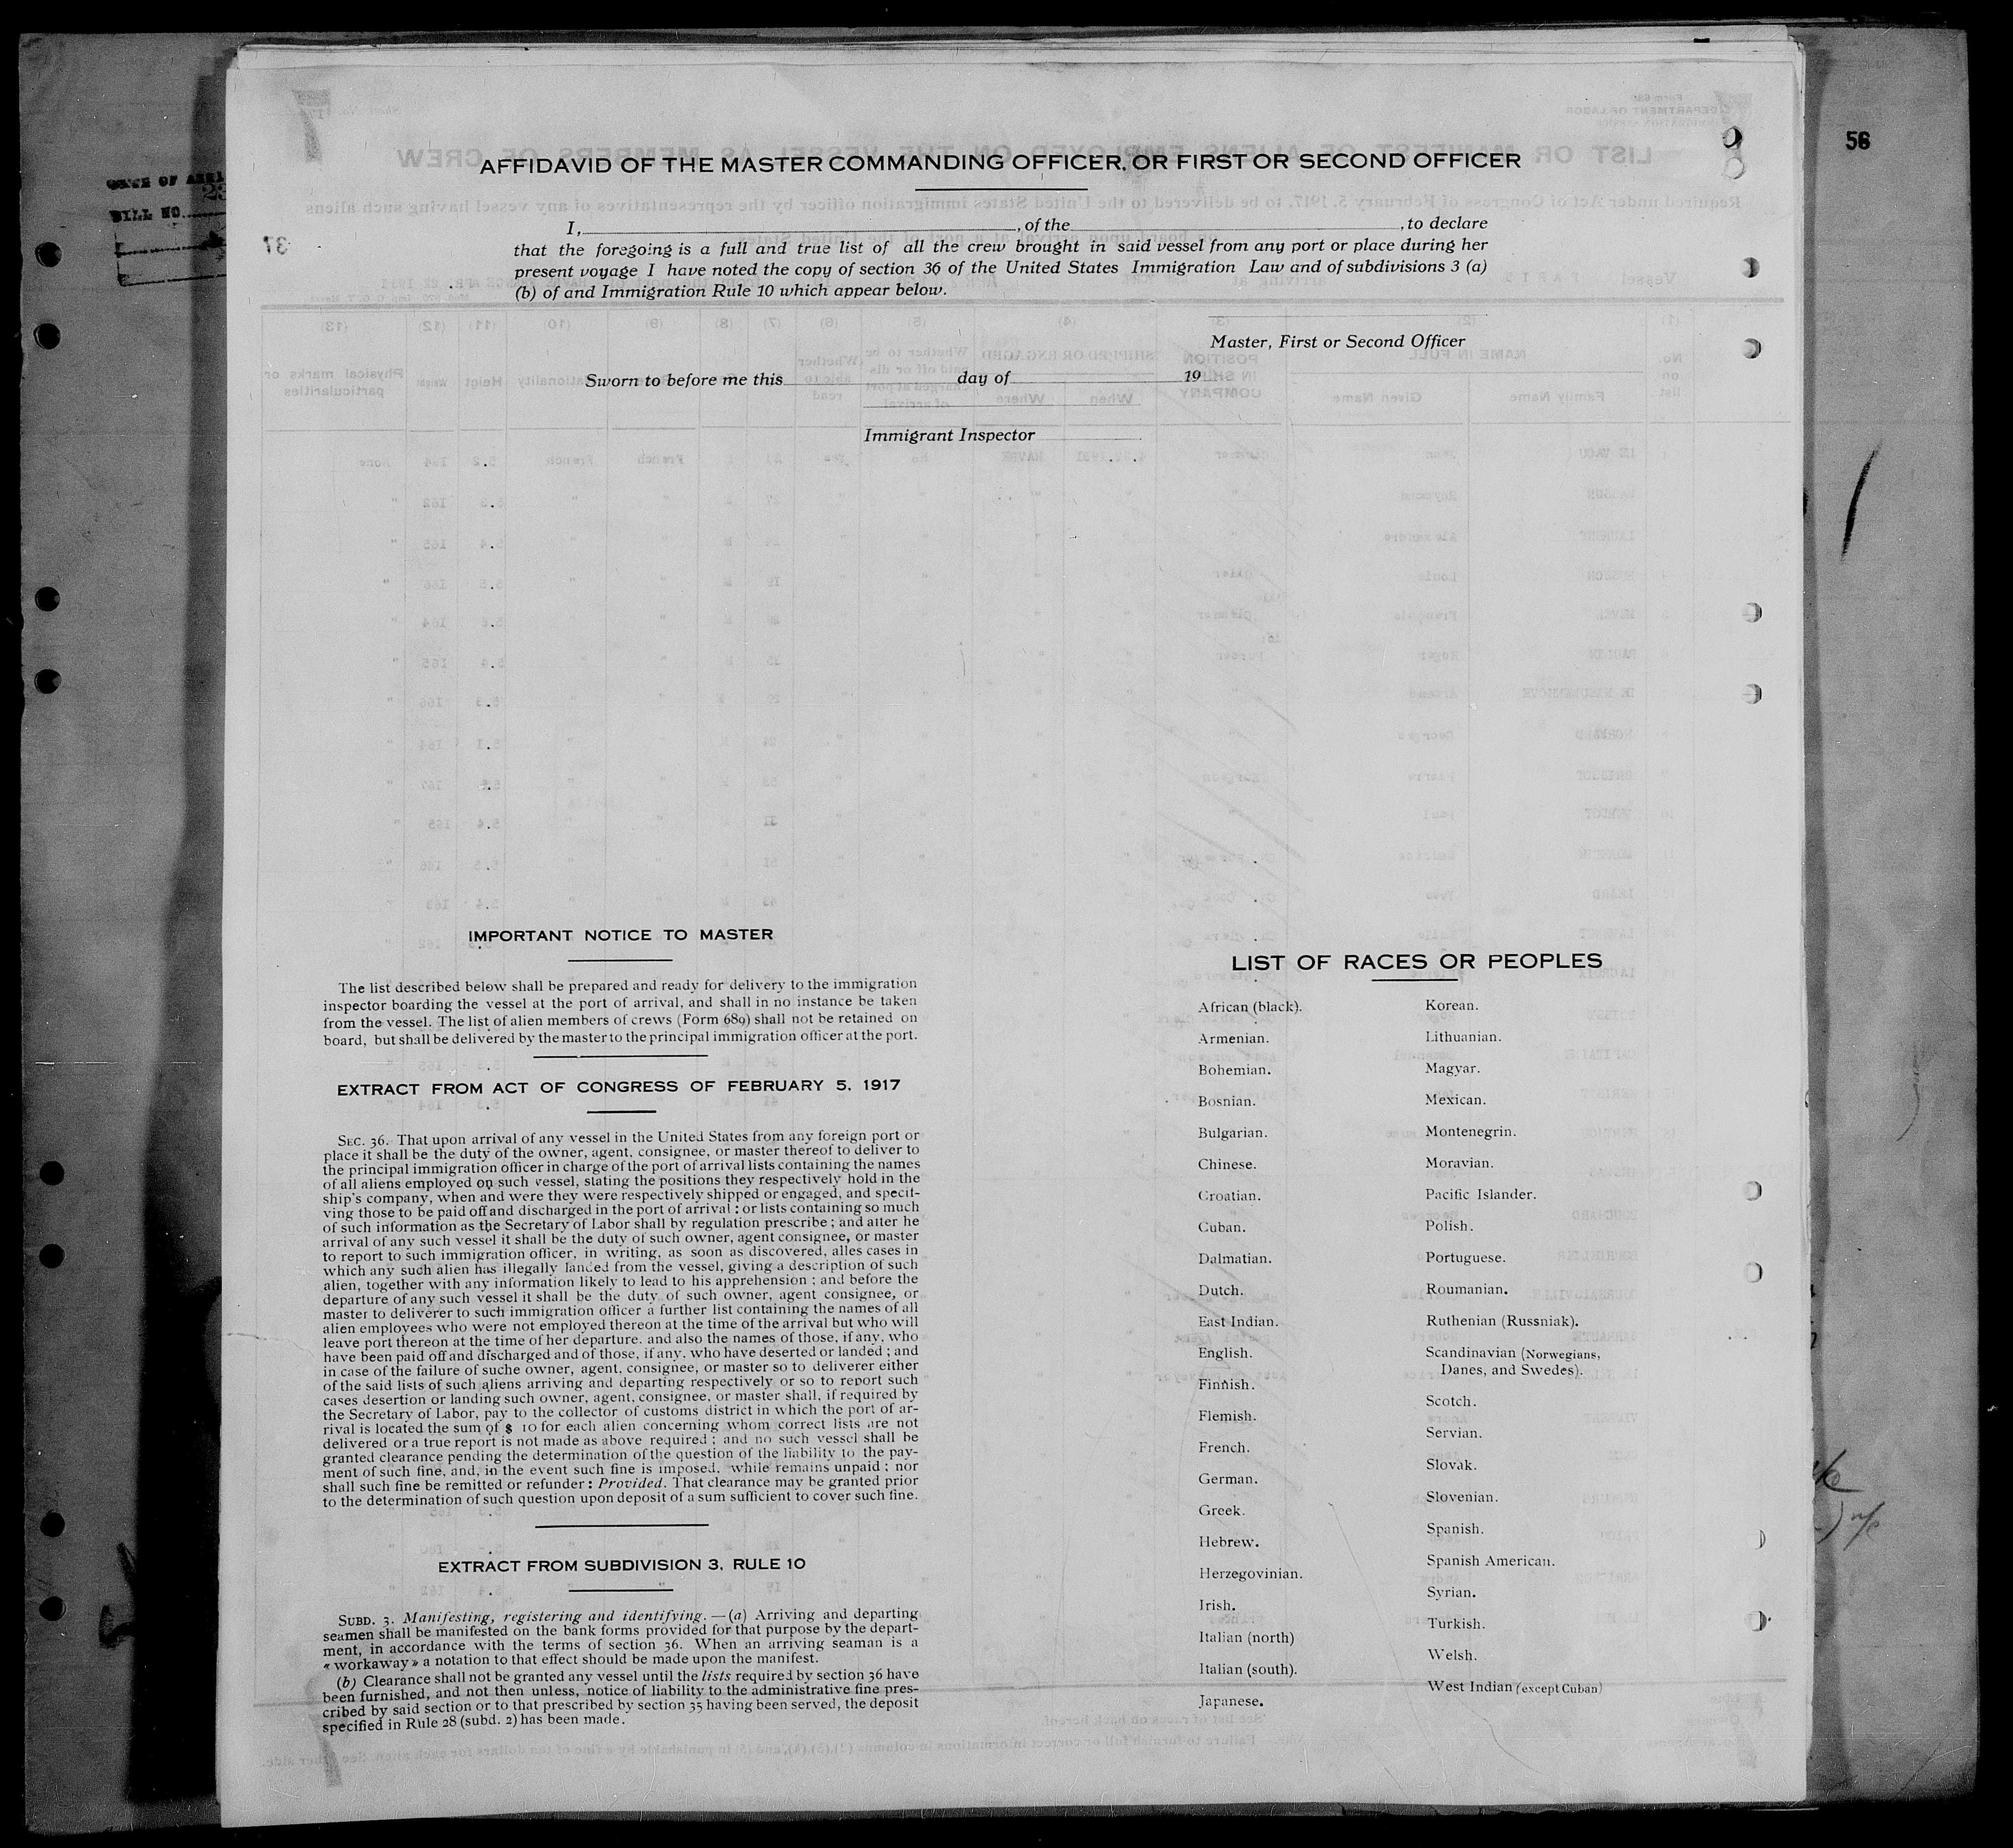 56
AFFIDAVID OF THE MASTER COMMANDING OFFICER, OR FIRST OR SECOND OFFICER
I, , of the , to declare
that the foregoing is a full and true list of all the crew brought in said vessel from any port or place during her
present voyage I have noted the copy of section 36 of the United States Immigration Law and of subdivisions 3 (a)
(b) of and Immigration Rule 10 which appear below.
Master, First or Second Officer
Sworn to before me this day of 19
Immigrant Inspector
BILL NO.
IMPORTANT NOTICE TO MASTER
The list described below shall be prepared and ready for delivery to the immigration
inspector boarding the vessel at the port of arrival, and shall in no instance be taken
from the vessel. The list of alien members of crews (Form 689) shall not be retained on
board, but shall be delivered by the master to the principal immigration officer at the port.
EXTRACT FROM ACT OF CONGRESS OF FEBRUARY 5, 1917
SEC. 36. That upon arrival of any vessel in the United States from any foreign port or
place it shall be the duty of the owner, agent, consignee, or master thereof to deliver to
the principal immigration officer in charge of the port of arrival lists containing the names
of all aliens employed on such vessel, stating the positions they respectively hold in the
ship's company, when and were they were respectively shipped or engaged, and specit-
ving those to be paid off and discharged in the port of arrival : or lists containing so much
of such information as the Secretary of Labor shall by regulation prescribe ; and atter he
arrival of any such vessel it shall be the duty of such owner, agent consignee, or master
to report to such immigration officer, in writing, as soon as discovered, alles cases in
which any such alien has illegally landed from the vessel, giving a description of such
alien, together with any information likely to lead to his apprehension ; and before the
departure of any such vessel it shall be the duty of such owner, agent consignee, or
master to deliverer to such immigration officer a further list containing the names of all
alien employees who were not employed thereon at the time of the arrival but who will
leave port thereon at the time of her departure. and also the names of those, if any, who
have been paid off and discharged and of those, if any. who have deserted or landed ; and
in case of the failure of suche owner, agent, consignee, or master so to deliverer either
of the said lists of such aliens arriving and departing respectively or so to report such
cases desertion or landing such owner, agent, consignee, or master shall, if required by
the Secretary of Labor, pay to the collector of customs district in which the port of ar-
rival is located the sum of $ 10 for each alien concerning whom correct lists are not
delivered or a true report is not made as above required ; and no such vessel shall be
granted clearance pending the determination of the question of the liability to the pay-
ment of such fine, and, in the event such fine is imposed, while remains unpaid ; nor
shall such fine be remitted or refunder : Provided. That clearance may be granted prior
to the determination of such question upon deposit of a sum sufficient to cover such fine.
EXTRACT FROM SUBDIVISION 3, RULE 10
SUBD. 3. Manifesting, registering and identifying. — (a) Arriving and departing
seamen shall be manifested on the bank forms provided for that purpose by the depart-
ment, in accordance with the terms of section 36. When an arriving seaman is a
« workaway » a notation to that effect should be made upon the manifest.
(b) Clearance shall not be granted any vessel until the lists required by section 36 have
been furnished, and not then unless, notice of liability to the administrative fine pres-
cribed by said section or to that prescribed by section 35 having been served, the deposit
specified in Rule 28 (subd. 2) has been made.
LIST OF RACES OR PEOPLES
African (black).
Armenian.
Bohemian.
Bosnian.
Bulgarian.
Chinese.
Croatian.
Cuban.
Dalmatian.
Dutch.
East Indian.
English.
Finnish.
Flemish.
French.
German.
Greek.
Hebrew.
Herzegovinian.
Irish.
Italian (north)
Italian (south).
Japanese.
Korean.
Lithuanian.
Magyar.
Mexican.
Montenegrin.
Moravian.
Pacific Islander.
Polish.
Portuguese.
Roumanian.
Ruthenian (Russniak).
Scandinavian (Norwegians,
Danes, and Swedes).
Scotch.
Servian.
Slovak.
Slovenian.
Spanish.
Spanish American.
Syrian.
Turkish.
Welsh.
West Indian (except Cuban)